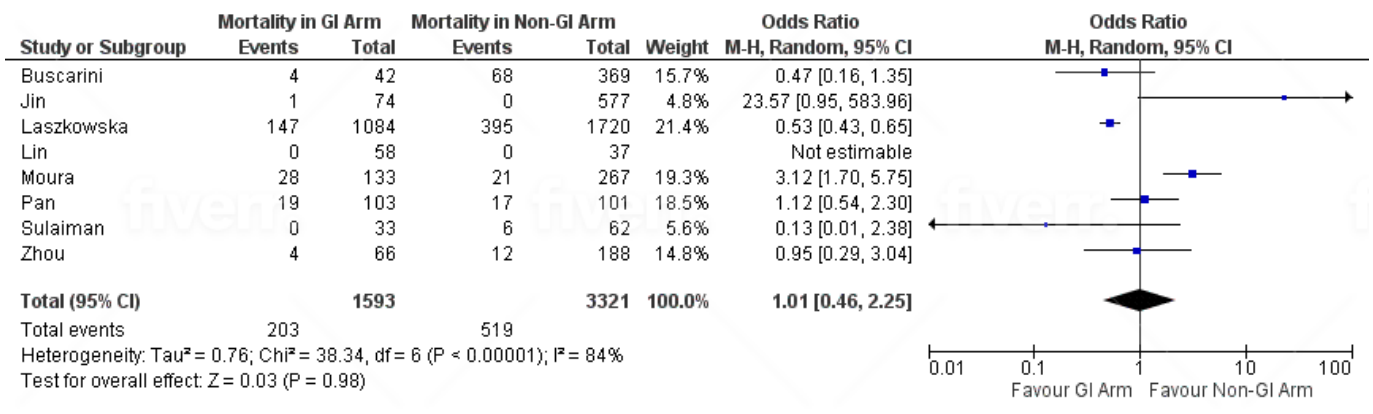 Mortality in GI Arm Mortality in Non-GI Arm Odds Ratio Odds Ratio
Study or Subgroup Events Total Events Total Weight M-H, Random, 95% CI M-H, Random, 95% CI
Buscarini 4 42 68 369 15.7% 0.47 [0.16, 1.35]
Jin 1 74 0 577 4.8% 23.57 [0.95, 583.96]
Laszkowska 147 1084 395 1720 21.4% 0.53 [0.43, 0.65]
Lin 0 58 0 37 Not estimable
Moura 28 133 21 267 19.3% 3.12 [1.70, 5.75]
Pan 19 103 17 101 18.5% 1.12 [0.54, 2.30]
Sulaiman 0 33 6 62 5.6% 0.13 [0.01, 2.38]
Zhou 4 66 12 188 14.8% 0.95 [0.29, 3.04]
Total (95% CI) 1593 3321 100.0% 1.01 [0.46, 2.25]
Total events 203 519
Heterogeneity: Tau² = 0.76; Chi² = 38.34, df = 6 (P < 0.00001); I² = 84%
Test for overall effect: Z = 0.03 (P = 0.98)
0.01 0.1 1 10 100
Favour GI Arm Favour Non-GI Arm